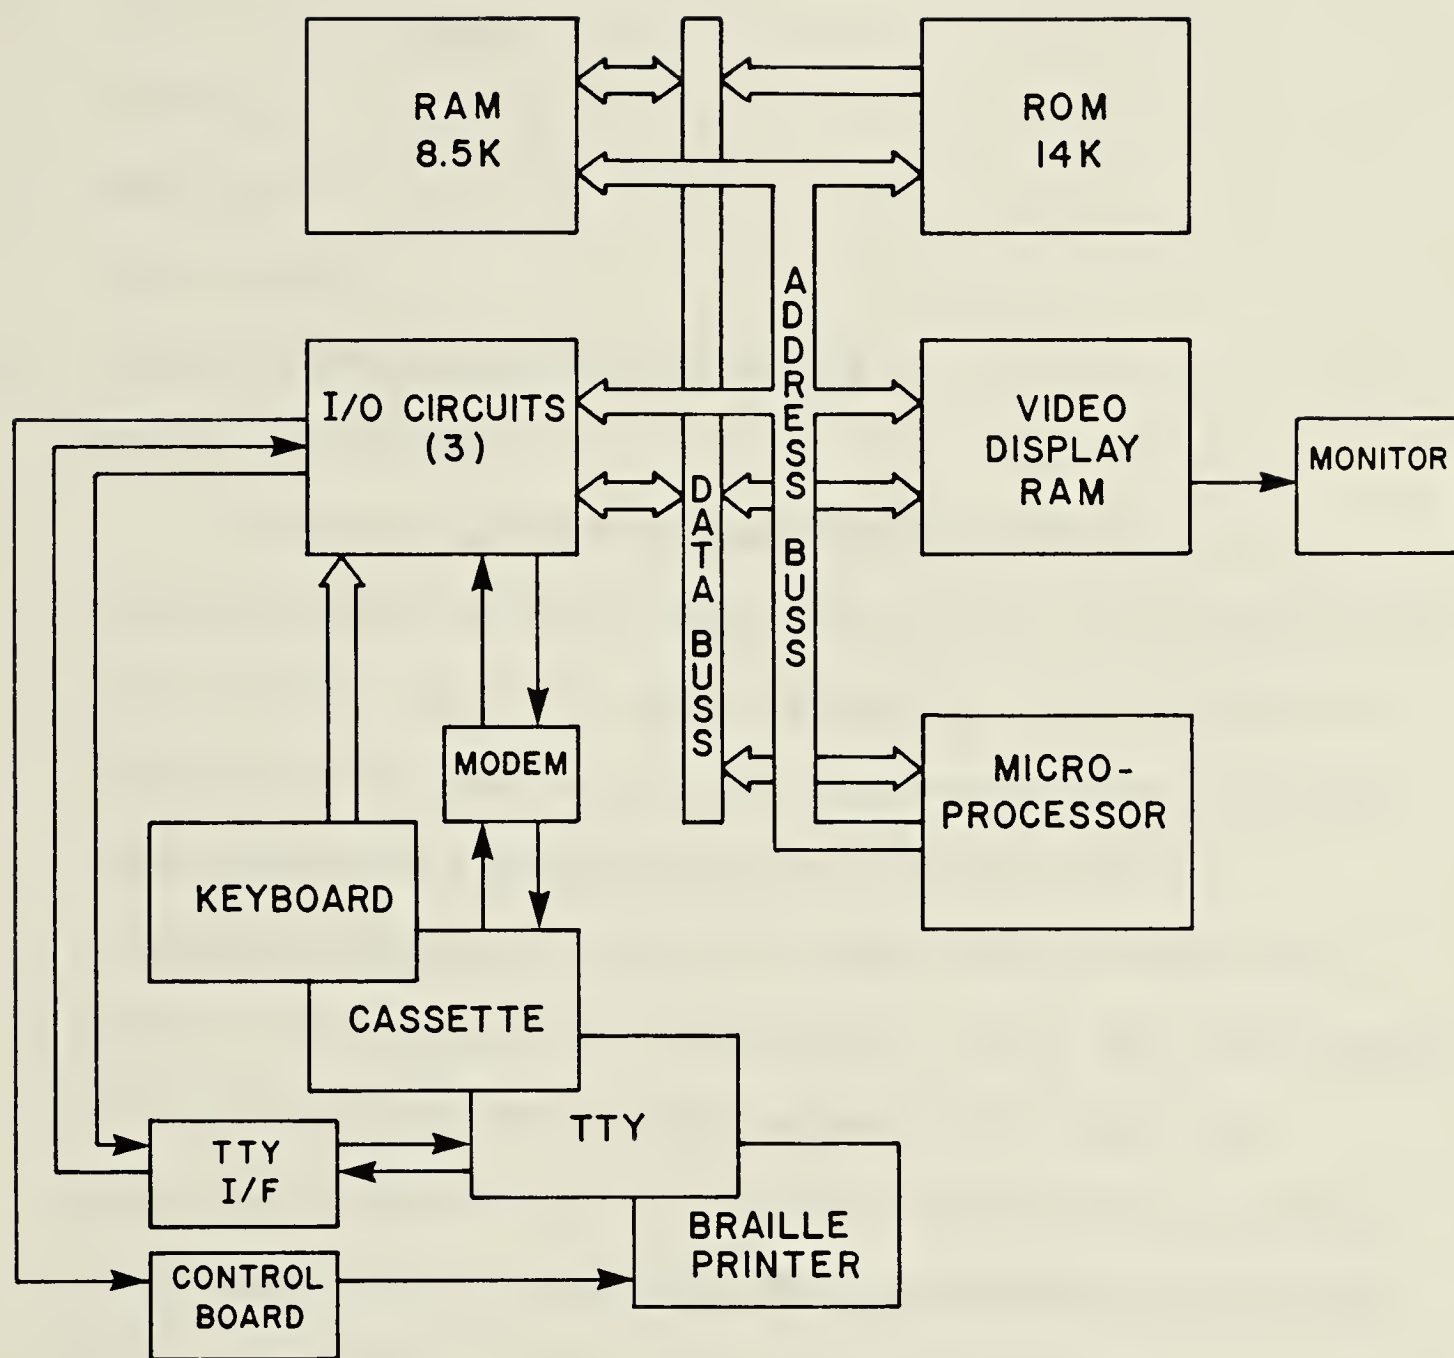 RAM
8.5K
ROM
14K
I/O CIRCUITS
(3)
ADDRESS BUSS
DATA BUSS
VIDEO
DISPLAY
RAM
MONITOR
MODEM
MICRO-
PROCESSOR
KEYBOARD
CASSETTE
TTY
TTY
I/F
BRAILLE
PRINTER
CONTROL
BOARD